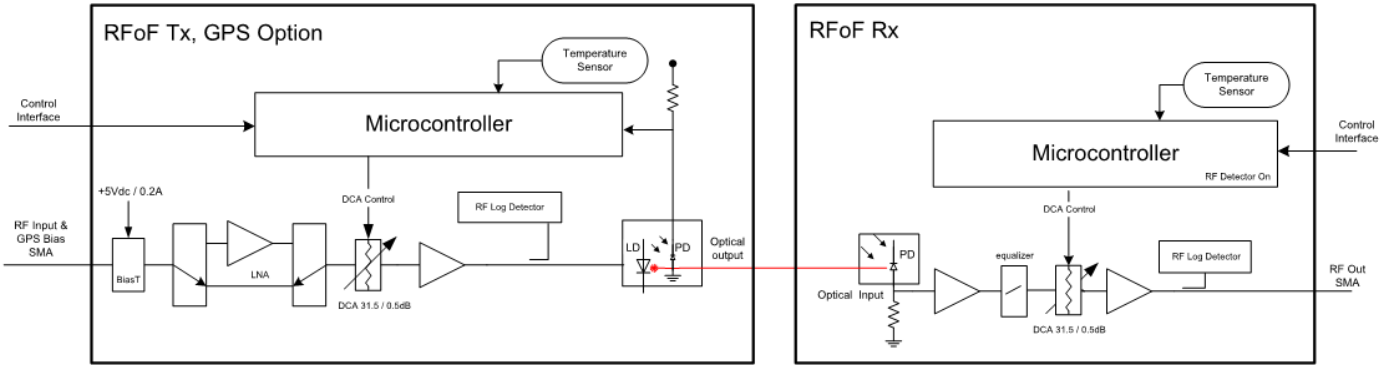 RFoF Tx, GPS Option
Temperature
Sensor
Control
Interface
Microcontroller
+5Vdc / 0.2A
DCA Control
RF Log Detector
RF Input &
GPS Bias
SMA
BiasT
LNA
DCA 31.5 / 0.5dB
LD
PD
Optical
output
RFoF Rx
Temperature
Sensor
Control
Interface
Microcontroller
RF Detector On
DCA Control
PD
equalizer
RF Log Detector
Optical Input
DCA 31.5 / 0.5dB
RF Out
SMA